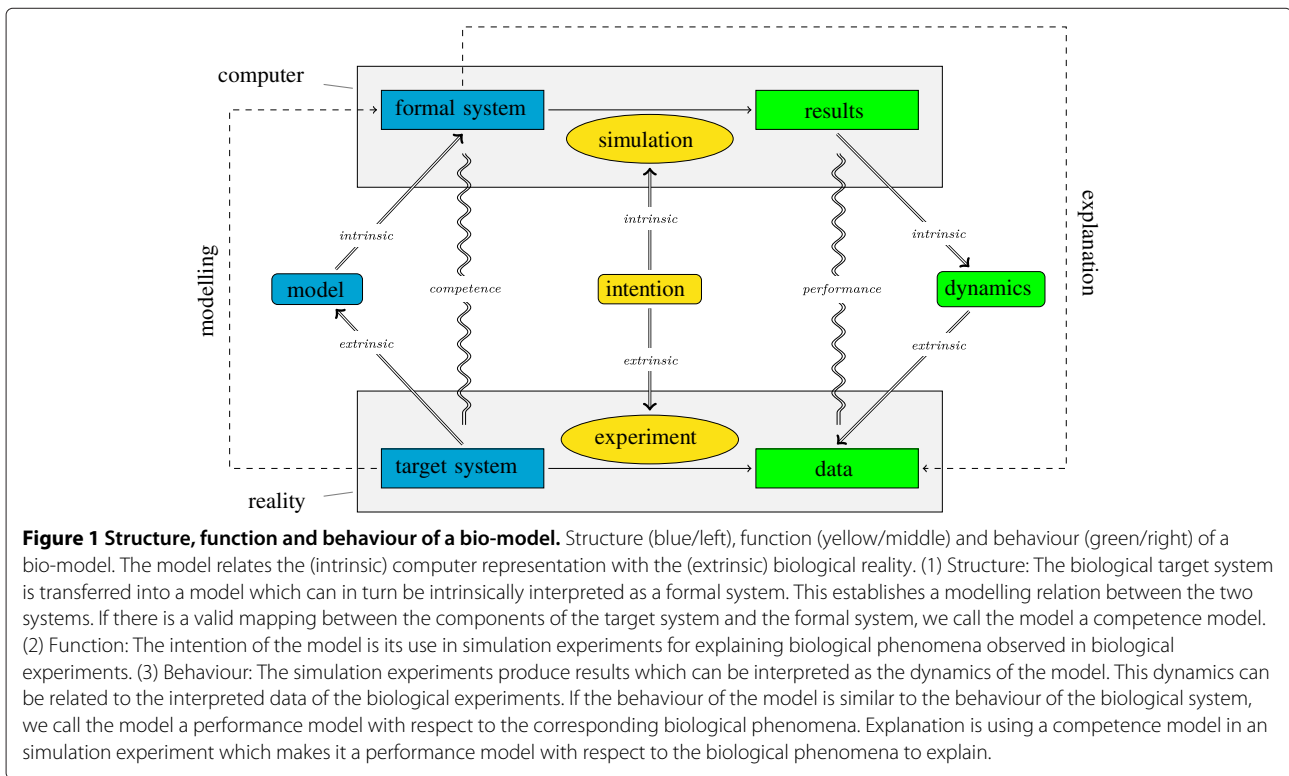 computer
formal system
results
simulation
explanation
modelling
intrinsic
intrinsic
intrinsic
model
competence
intention
performance
dynamics
extrinsic
extrinsic
extrinsic
experiment
target system
data
reality
Figure 1 Structure, function and behaviour of a bio-model. Structure (blue/left), function (yellow/middle) and behaviour (green/right) of a
bio-model. The model relates the (intrinsic) computer representation with the (extrinsic) biological reality. (1) Structure: The biological target system
is transferred into a model which can in turn be intrinsically interpreted as a formal system. This establishes a modelling relation between the two
systems. If there is a valid mapping between the components of the target system and the formal system, we call the model a competence model.
(2) Function: The intention of the model is its use in simulation experiments for explaining biological phenomena observed in biological
experiments. (3) Behaviour: The simulation experiments produce results which can be interpreted as the dynamics of the model. This dynamics can
be related to the interpreted data of the biological experiments. If the behaviour of the model is similar to the behaviour of the biological system,
we call the model a performance model with respect to the corresponding biological phenomena. Explanation is using a competence model in an
simulation experiment which makes it a performance model with respect to the biological phenomena to explain.